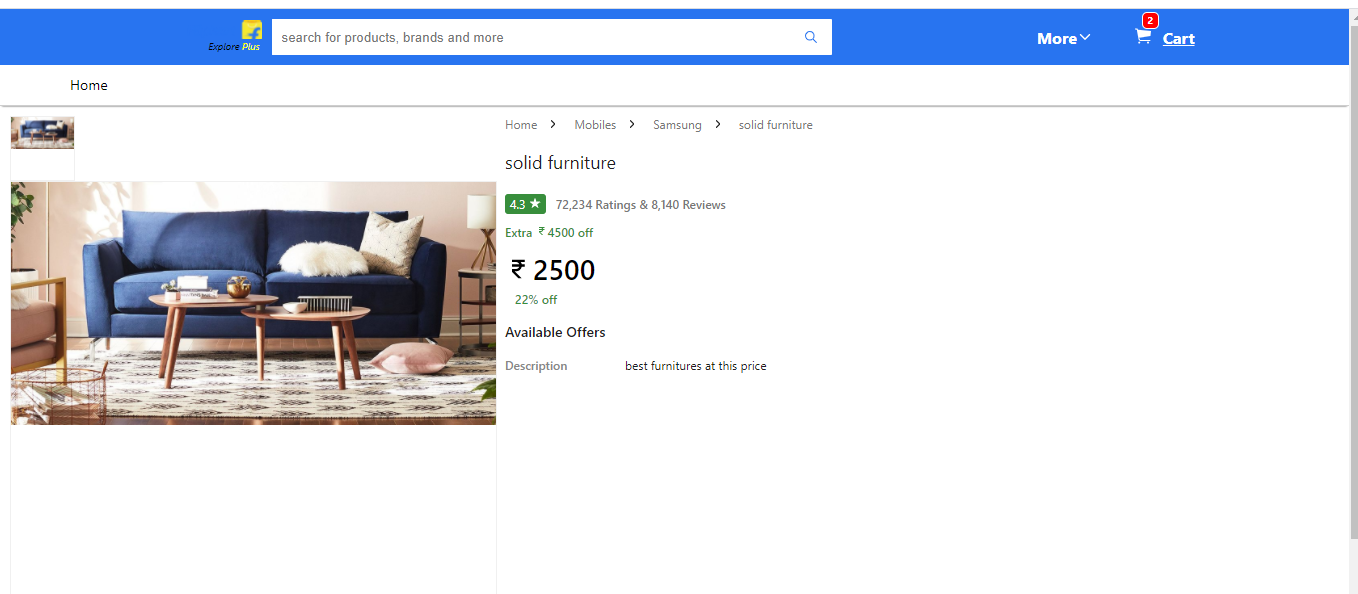 2
Explore Plus
search for products, brands and more
More
Cart
Home
Home Mobiles Samsung solid furniture
solid furniture
4.3 ★ 72,234 Ratings & 8,140 Reviews
Extra ₹ 4500 off
₹ 2500
22% off
Available Offers
Description best furnitures at this price